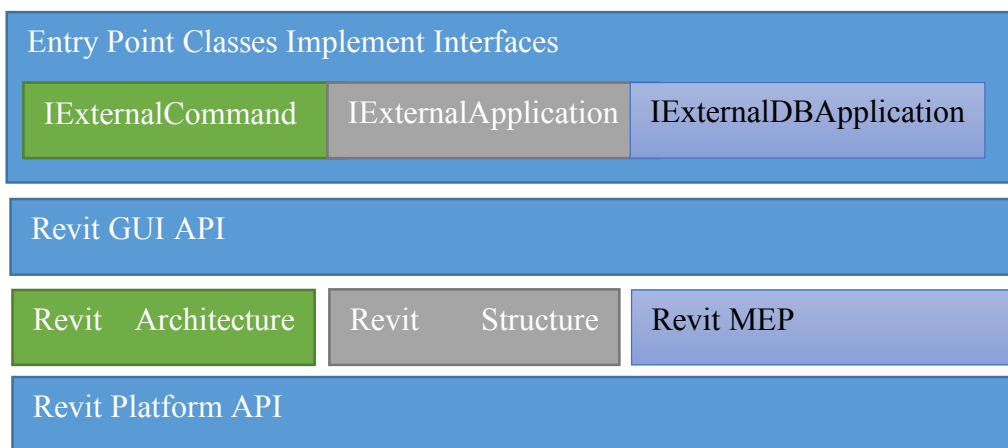 Entry Point Classes Implement Interfaces
IExternalCommand IExternalApplication IExternalDBApplication
Revit GUI API
Revit Architecture Revit Structure Revit MEP
Revit Platform API